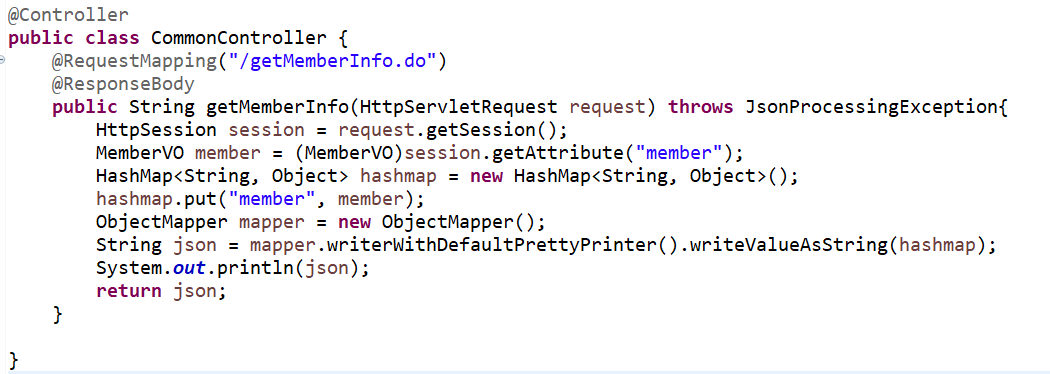 @Controller
public class CommonController {
    @RequestMapping("/getMemberInfo.do")
    @ResponseBody
    public String getMemberInfo(HttpServletRequest request) throws JsonProcessingException{
        HttpSession session = request.getSession();
        MemberVO member = (MemberVO)session.getAttribute("member");
        HashMap<String, Object> hashmap = new HashMap<String, Object>();
        hashmap.put("member", member);
        ObjectMapper mapper = new ObjectMapper();
        String json = mapper.writerWithDefaultPrettyPrinter().writeValueAsString(hashmap);
        System.out.println(json);
        return json;
    }
}